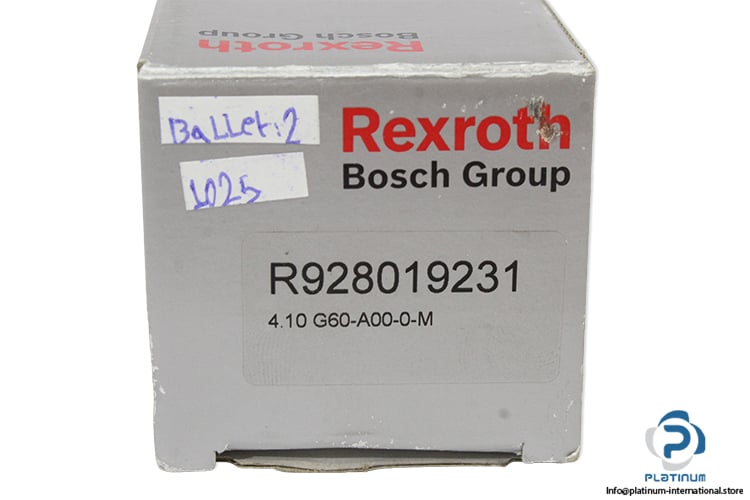 Rexroth
Bosch Group
BaLLet:2
1025
Rexroth
Bosch Group
R928019231
4.10 G60-A00-0-M
PLATINUM
Info@platinum-international.store